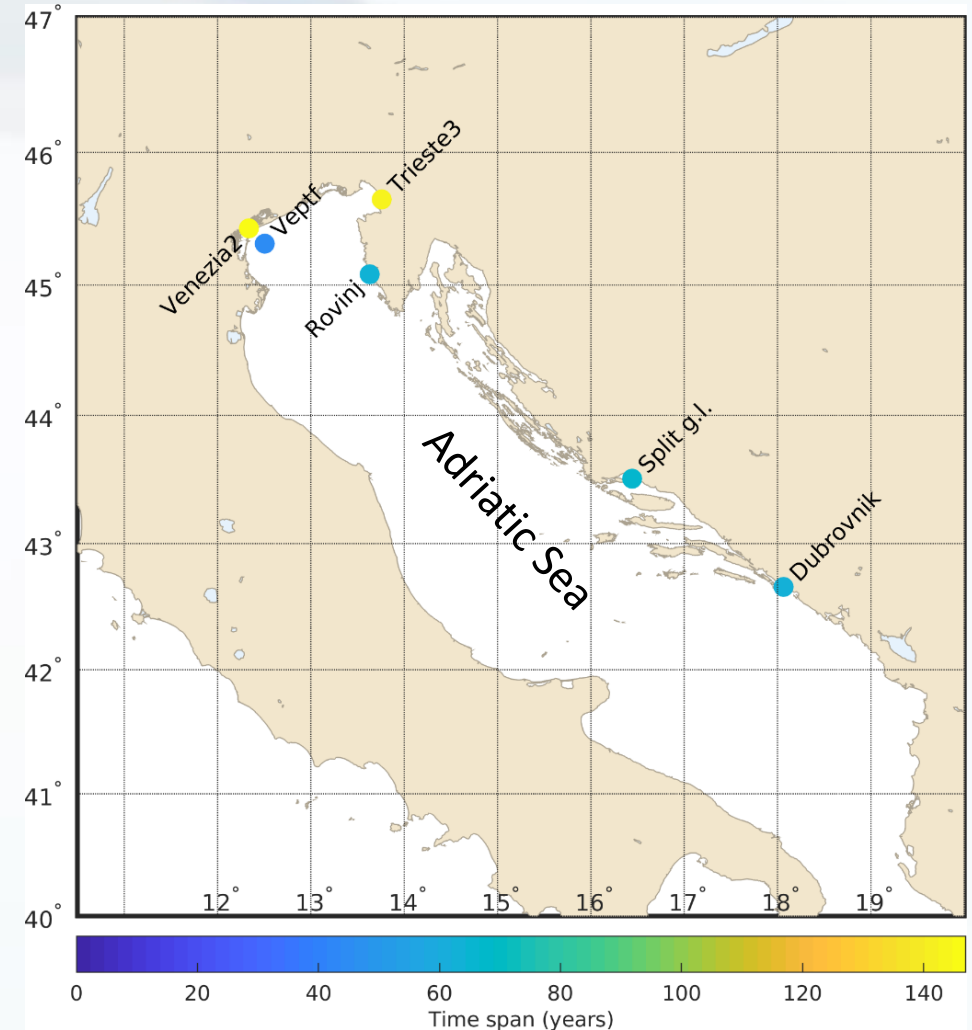 47°
46°
Trieste3
Veptf
Venezia2
45°
Rovinj
44°
Split g.l.
Adriatic Sea
43°
Dubrovnik
42°
41°
40°
12° 13° 14° 15° 16° 17° 18° 19°
0 20 40 60 80 100 120 140
Time span (years)